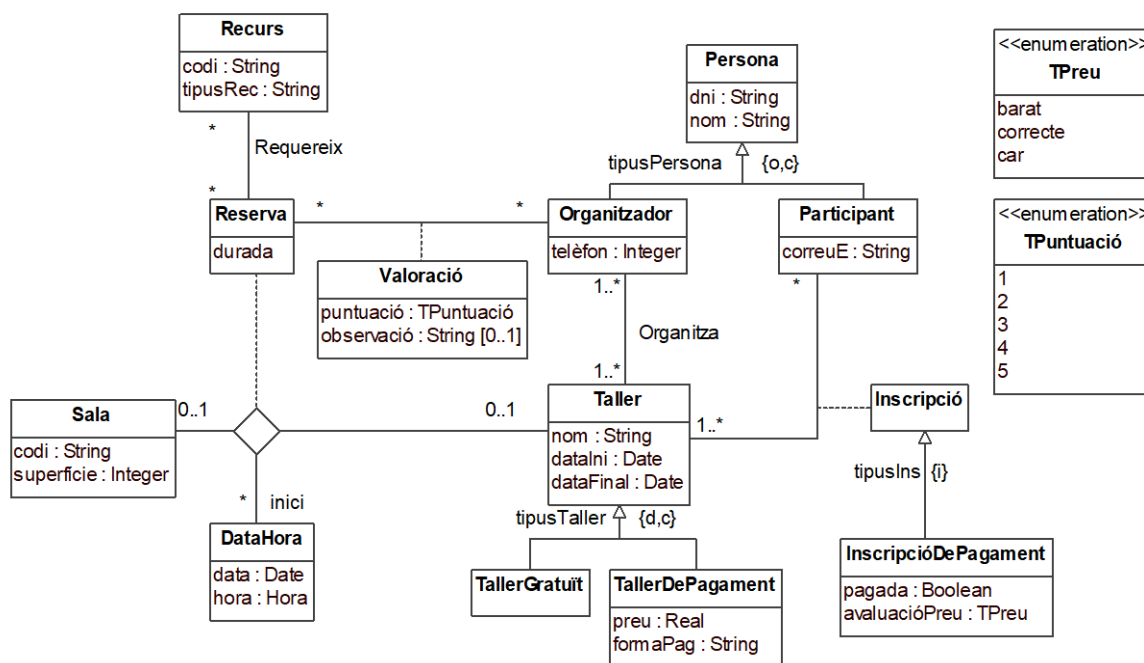 Recurs
codi : String
tipusRec : String
*
Requereix
*
Reserva
durada
*
*
Valoració
puntuació : TPuntuació
observació : String [0..1]
Persona
dni : String
nom : String
tipusPersona
{o,c}
Organitzador
telèfon : Integer
Participant
correuE : String
1..*
*
Organitza
1..*
<<enumeration>>
TPreu
barat
correcte
car
<<enumeration>>
TPuntuació
1
2
3
4
5
Sala
codi : String
superfície : Integer
0..1
0..1
* inici
DataHora
data : Date
hora : Hora
Taller
nom : String
dataIni : Date
dataFinal : Date
1..*
Inscripció
tipusIns {i}
tipusTaller {d,c}
TallerGratuït
TallerDePagament
preu : Real
formaPag : String
InscripcióDePagament
pagada : Boolean
avaluacióPreu : TPreu